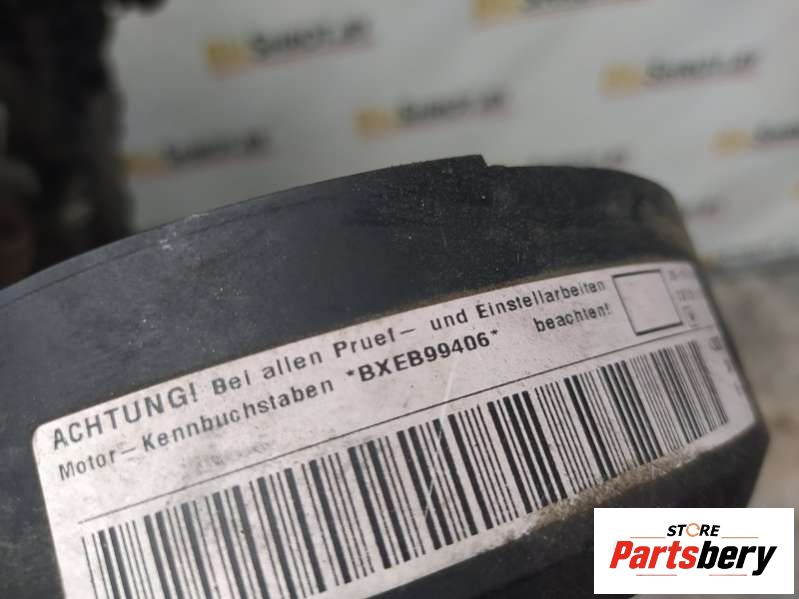 ACHTUNG! Bei allen Pruef- und Einstellarbeiten
Motor-Kennbuchstaben *BXEB99406* beachten!
STORE
Partsbery